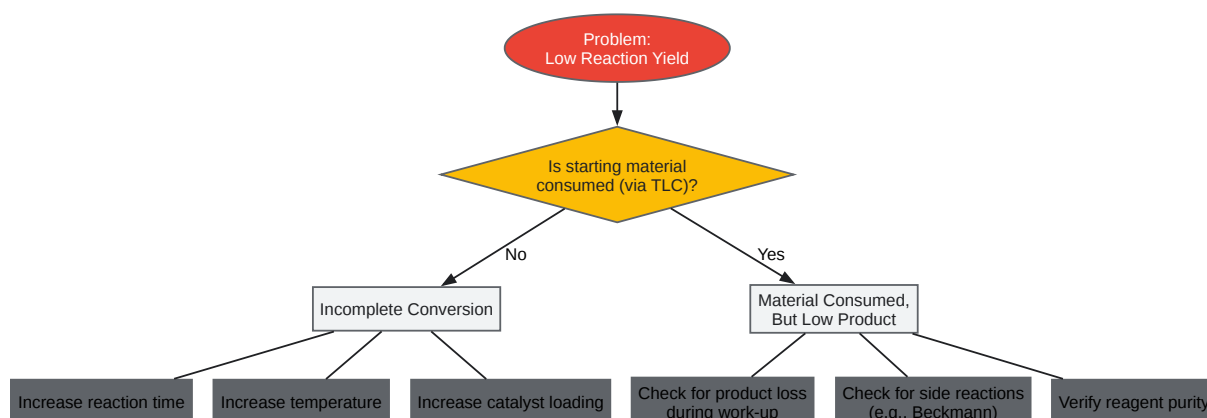 Problem:
Low Reaction Yield
Is starting material
consumed (via TLC)?
No
Yes
Incomplete Conversion
Material Consumed,
But Low Product
Increase reaction time
Increase temperature
Increase catalyst loading
Check for product loss
during work-up
Check for side reactions
(e.g., Beckmann)
Verify reagent purity